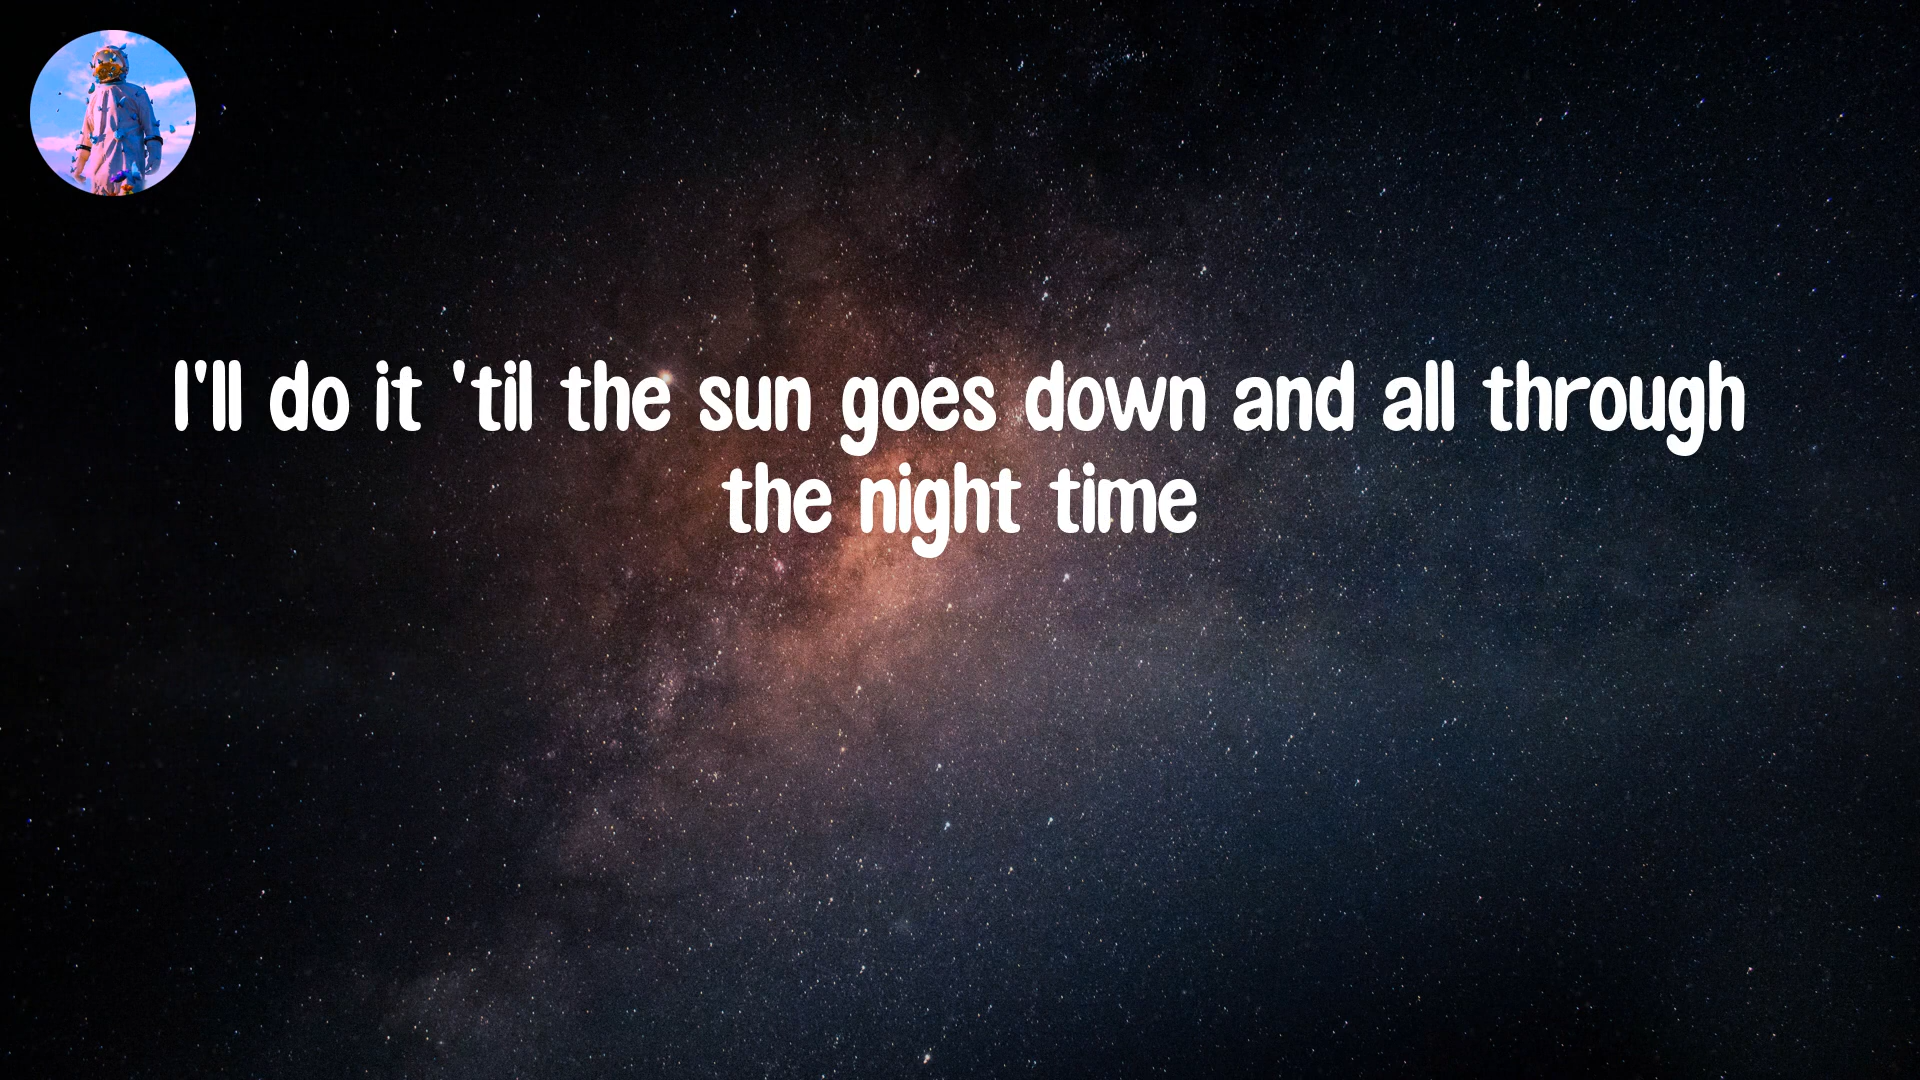 I'll do it 'til the sun goes down and all through
the night time